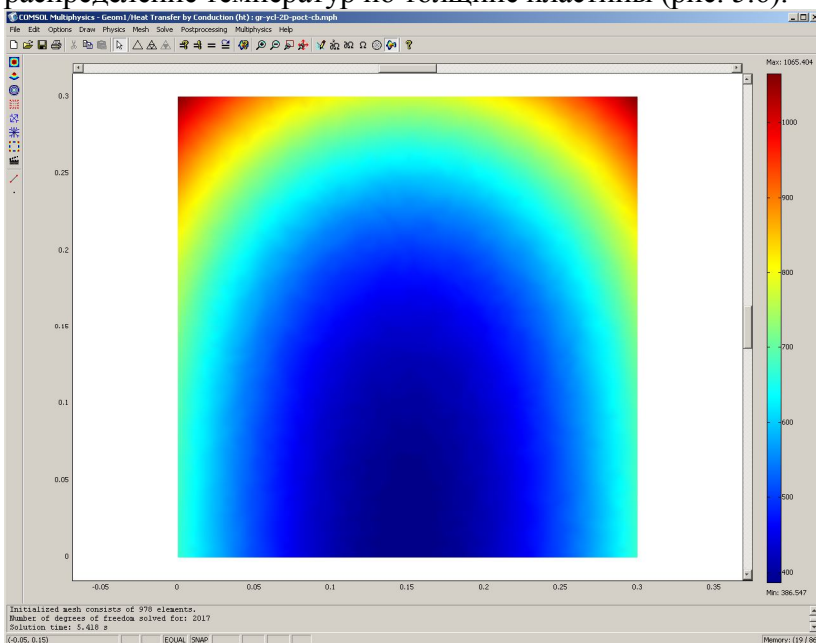 распределение температур по толщине пластины (рис. 5.6).
COMSOL Multiphysics - Geom1/Heat Transfer by Conduction (ht) : gr-ycl-2D-poct-cb.mph
File Edit Options Draw Physics Mesh Solve Postprocessing Multiphysics Help
Max: 1065.404
0.3
1000
0.25
900
0.2
800
0.15
700
0.1
600
0.05
500
0
400
-0.05 0 0.05 0.1 0.15 0.2 0.25 0.3 0.35
Min: 386.547
Initialized mesh consists of 978 elements.
Number of degrees of freedom solved for: 2017
Solution time: 5.418 s
(-0.05, 0.15) EQUAL SNAP Memory: (19 / 86